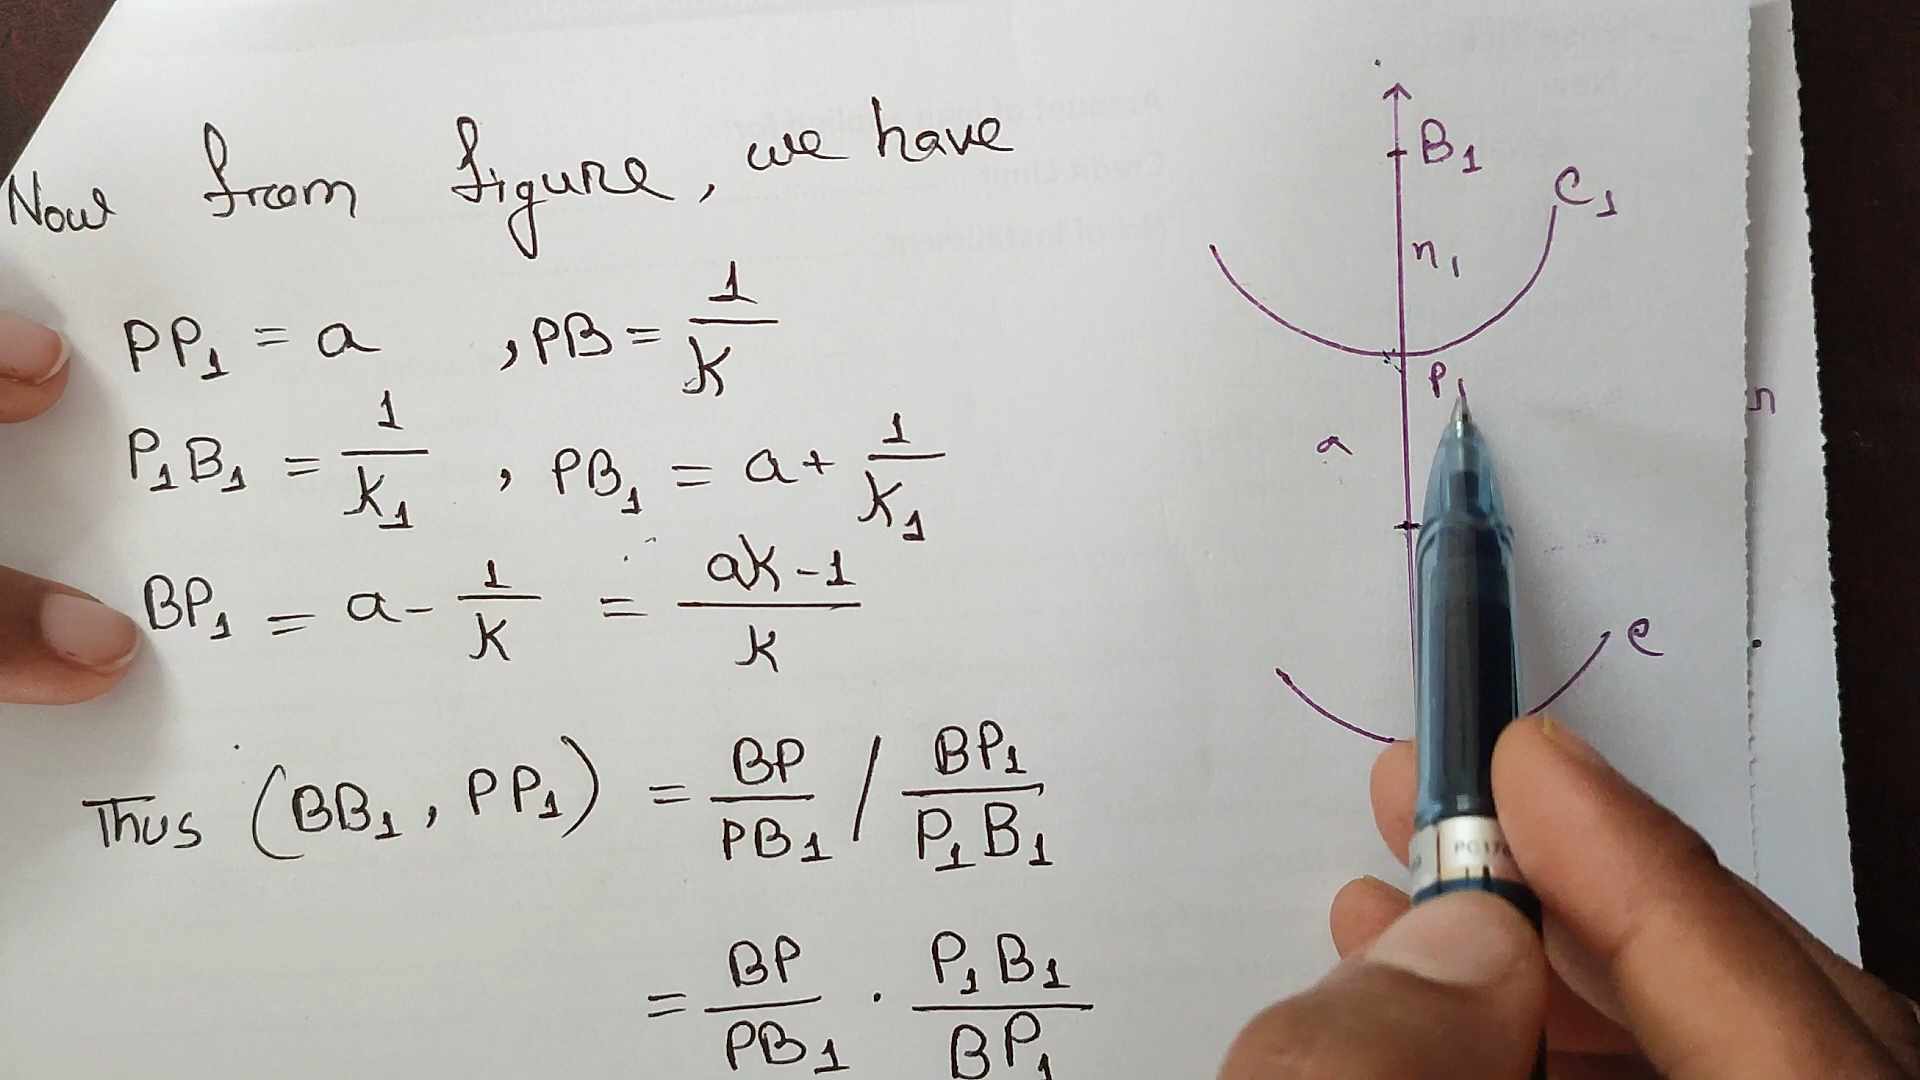 Now from figure, we have
PP₁ = a , PB = 1/K
P₁B₁ = 1/K₁ , PB₁ = a + 1/K₁
BP₁ = a - 1/K = aK-1/K
Thus (BB₁, PP₁) = BP/PB₁ / BP₁/P₁B₁
= BP/PB₁ . P₁B₁/BP₁
B₁
C₁
n₁
P₁
a
C
n